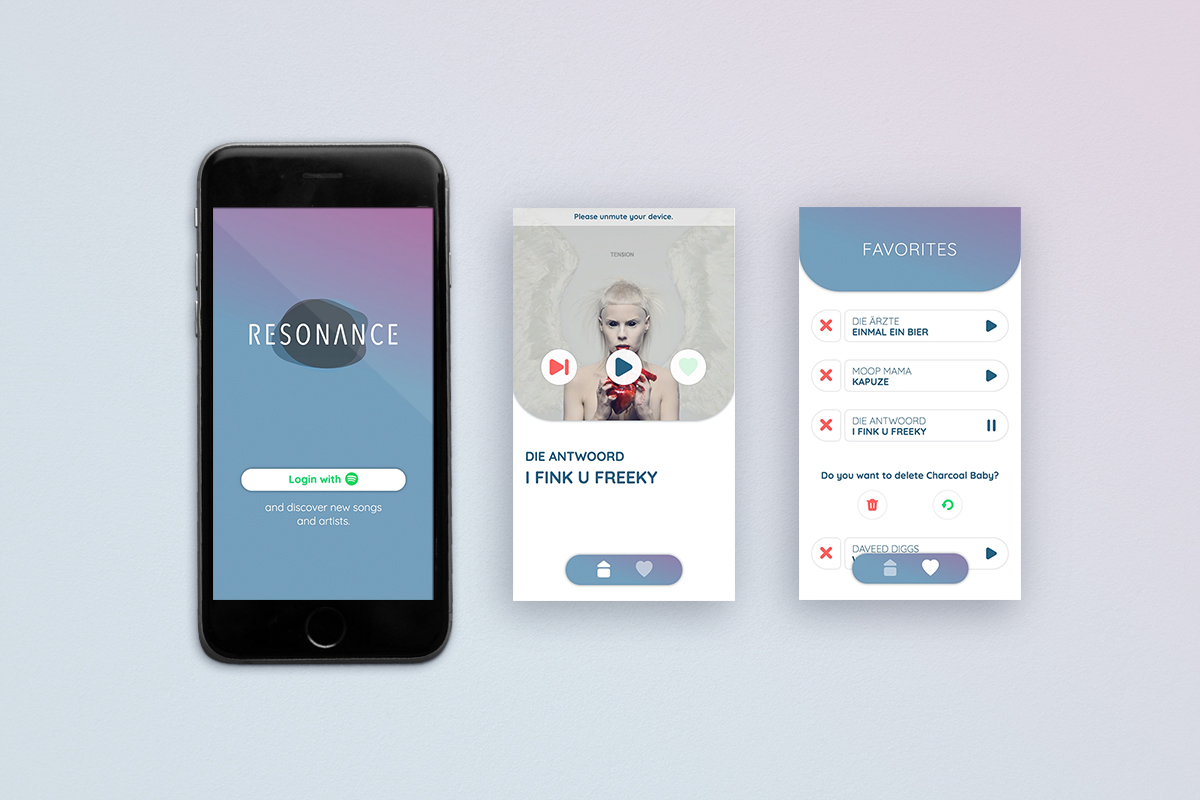 RESONANCE
Login with
and discover new songs
and artists.
Please unmute your device.
TENSION
DIE ANTWOORD
I FINK U FREEKY
FAVORITES
DIE ÄRZTE
EINMAL EIN BIER
MOOP MAMA
KAPUZE
DIE ANTWOORD
I FINK U FREEKY
Do you want to delete Charcoal Baby?
DAVEED DIGGS